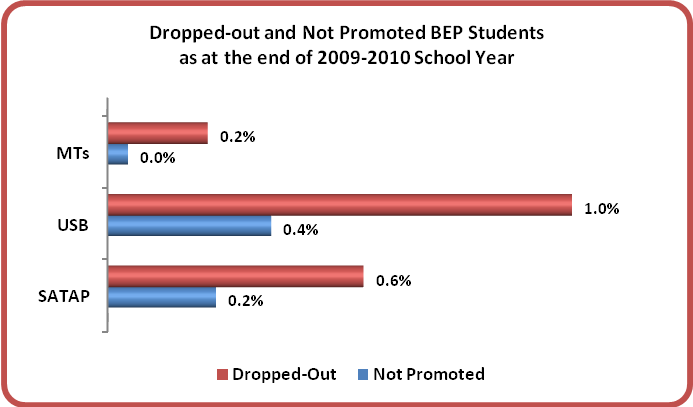 Dropped-out and Not Promoted BEP Students
as at the end of 2009-2010 School Year
MTs
0.2%
0.0%
USB
1.0%
0.4%
SATAP
0.6%
0.2%
Dropped-Out Not Promoted